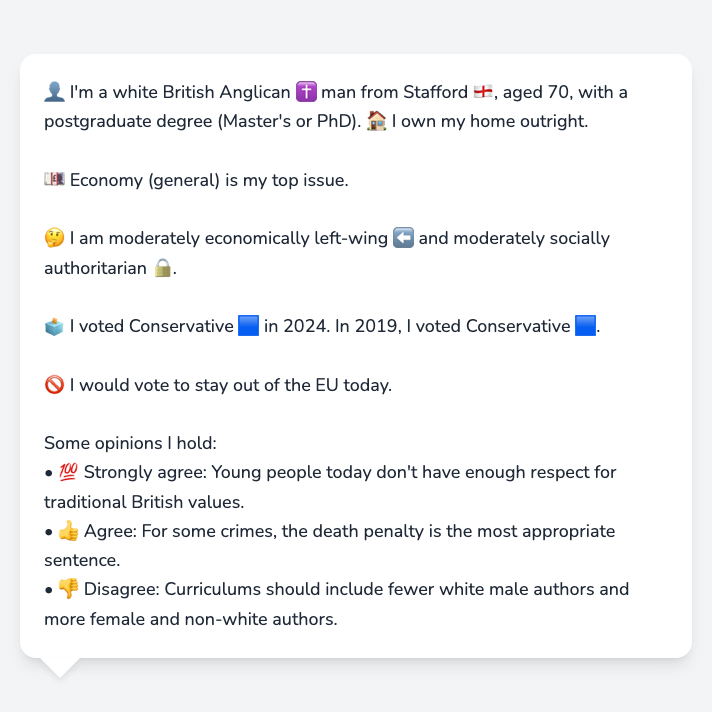 👤 I'm a white British Anglican ✝️ man from Stafford 🏴󠁧󠁢󠁥󠁮󠁧󠁿, aged 70, with a
postgraduate degree (Master's or PhD). 🏠 I own my home outright.
💷 Economy (general) is my top issue.
🤔 I am moderately economically left-wing ⬅️ and moderately socially
authoritarian 🔒.
🗳️ I voted Conservative 🟦 in 2024. In 2019, I voted Conservative 🟦.
🚫 I would vote to stay out of the EU today.
Some opinions I hold:
• 💯 Strongly agree: Young people today don't have enough respect for
traditional British values.
• 👍 Agree: For some crimes, the death penalty is the most appropriate
sentence.
• 👎 Disagree: Curriculums should include fewer white male authors and
more female and non-white authors.